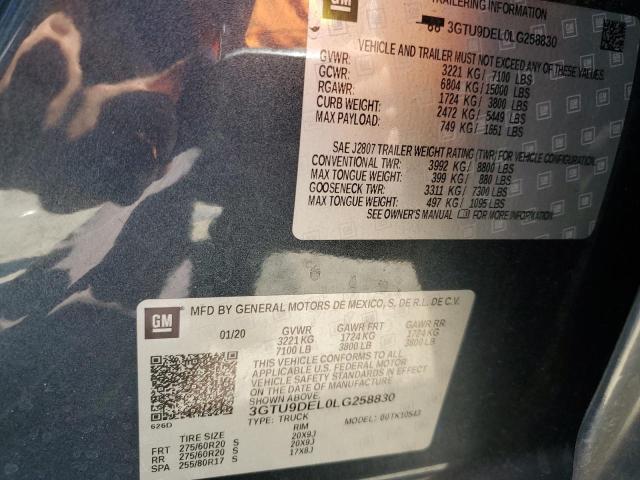 GM
TRAILERING INFORMATION
3GTU9DEL0LG258830
VEHICLE AND TRAILER MUST NOT EXCEED ANY OF THESE VALUES
GVWR: 3221 KG/ 7100 LBS
GCWR: 6804 KG/ 15000 LBS
RGAWR: 1724 KG/ 3800 LBS
CURB WEIGHT: 2472 KG/ 5449 LBS
MAX PAYLOAD: 749 KG/ 1651 LBS
SAE J2807 TRAILER WEIGHT RATING (TWR) FOR VEHICLE CONFIGURATION
CONVENTIONAL TWR: 3992 KG/ 8800 LBS
MAX TONGUE WEIGHT: 399 KG/ 880 LBS
GOOSENECK TWR: 3311 KG/ 7300 LBS
MAX TONGUE WEIGHT: 497 KG/ 1095 LBS
SEE OWNER'S MANUAL FOR MORE INFORMATION.
GM
MFD BY GENERAL MOTORS DE MEXICO, S. DE R.L. DE C.V.
01/20 GVWR GAWR FRT GAWR RR
3221 KG 1724 KG 1724 KG
7100 LB 3800 LB 3800 LB
THIS VEHICLE CONFORMS TO ALL
APPLICABLE U.S. FEDERAL MOTOR
VEHICLE SAFETY STANDARDS IN
EFFECT ON THE DATE OF MANUFACTURE
SHOWN ABOVE.
3GTU9DEL0LG258830
626D
TYPE: TRUCK MODEL:
TIRE SIZE RIM
FRT 275/60R20 S 20X9J
RR 275/60R20 S 20X9J
SPA 255/80R17 S 17X8J